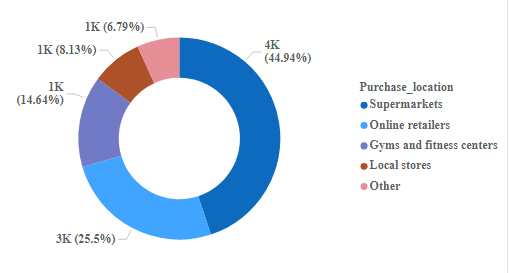 1K (6.79%)
4K
(44.94%)
1K (8.13%)
1K
(14.64%)
3K (25.5%)
Purchase_location
Supermarkets
Online retailers
Gyms and fitness centers
Local stores
Other